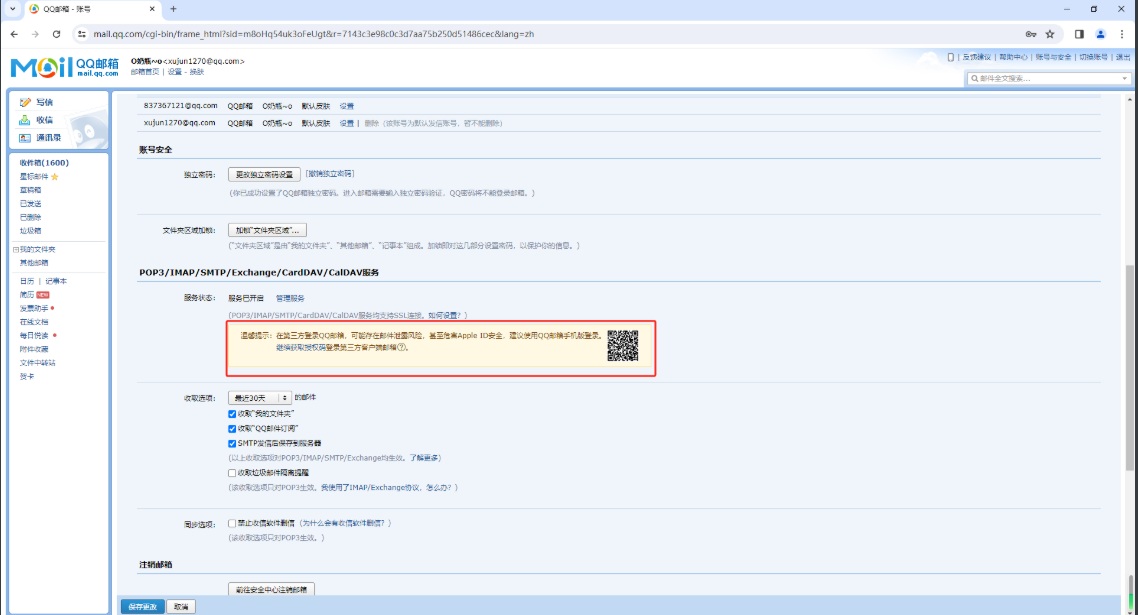 QQ邮箱 - 账号
mail.qq.com/cgi-bin/frame_html?sid=m8oHq54uk3oFeUgt&r=7143c3e98c0c3d7aa75b250d51486cec&lang=zh
Mail QQ邮箱
mail.qq.com
O奶瓶~o<xujun1270@qq.com>
邮箱首页 | 设置 - 换肤
反馈建议 | 帮助中心 | 账号与安全 | 切换账号 | 退出
邮件全文搜索...
写信
收信
通讯录
收件箱(1600)
星标邮件
草稿箱
已发送
已删除
垃圾箱
我的文件夹
其他邮箱
日历 | 记事本
简历 NEW
发票助手
在线文档
每日悦读
附件收藏
文件中转站
贺卡
837367121@qq.com QQ邮箱 O奶瓶~o 默认皮肤 设置
xujun1270@qq.com QQ邮箱 O奶瓶~o 默认皮肤 设置 | 删除（该账号为默认发信账号，暂不能删除）
账号安全
独立密码： 更改独立密码设置 [撤销独立密码]
(你已成功设置了QQ邮箱独立密码。进入邮箱需要输入独立密码验证，QQ密码将不能登录邮箱。)
文件夹区域加锁： 加锁"文件夹区域"...
("文件夹区域"是由"我的文件夹"、"其他邮箱"、"记事本"组成。加锁即对这几部分设置密码，以保护你的信息。)
POP3/IMAP/SMTP/Exchange/CardDAV/CalDAV服务
服务状态： 服务已开启 管理服务
(POP3/IMAP/SMTP/CardDAV/CalDAV服务均支持SSL连接。如何设置？)
温馨提示：在第三方登录QQ邮箱，可能存在邮件泄露风险，甚至危害Apple ID安全，建议使用QQ邮箱手机版登录。
继续获取授权码登录第三方客户端邮箱?。
收取选项： 最近30天 的邮件
收取"我的文件夹"
收取"QQ邮件订阅"
SMTP发信后保存到服务器
(以上收取选项对POP3/IMAP/SMTP/Exchange均生效。了解更多)
收取垃圾邮件隔离提醒
(该收取选项只对POP3生效。我使用了IMAP/Exchange协议，怎么办？)
同步选项： 禁止收信软件删信 (为什么会有收信软件删信？)
(该收取选项只对POP3生效。)
注销邮箱
前往安全中心注销邮箱
保存更改 取消